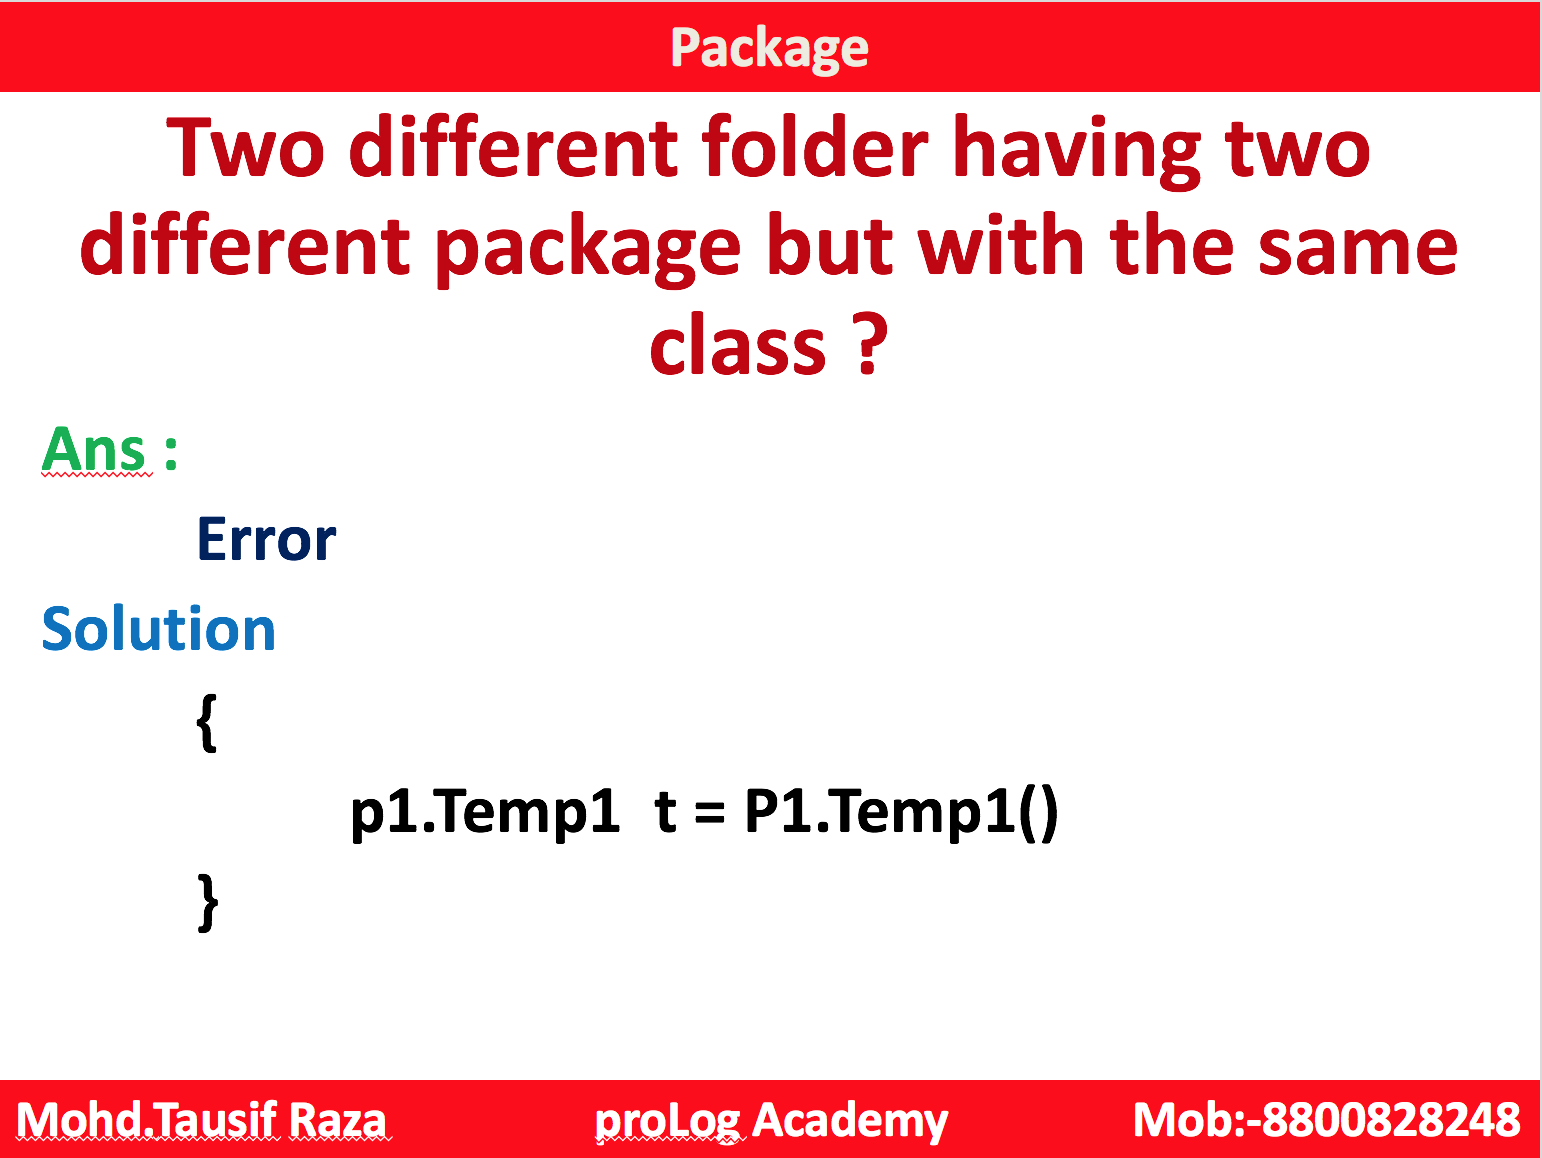 Package
Two different folder having two
different package but with the same
class ?
Ans :
Error
Solution
{
p1.Temp1 t = P1.Temp1()
}
Mohd.Tausif Raza proLog Academy Mob:-8800828248